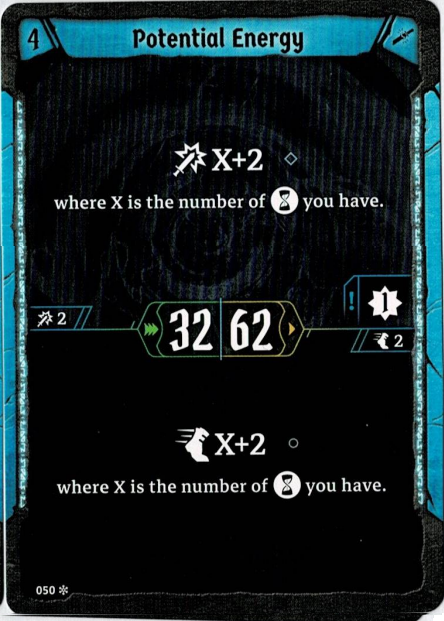 4 Potential Energy
X+2
where X is the number of you have.
2 32 62 ! 1
2
X+2
where X is the number of you have.
050